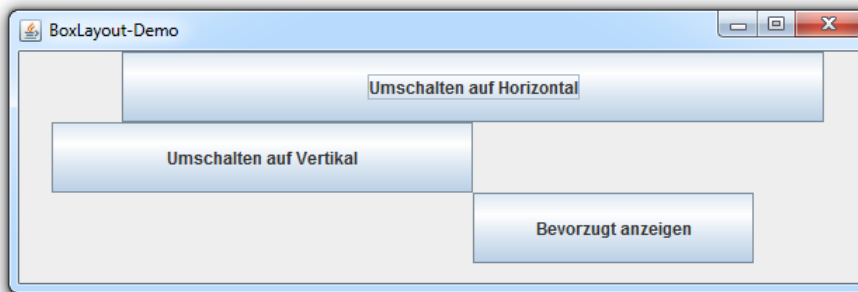 BoxLayout-Demo
Umschalten auf Horizontal
Umschalten auf Vertikal
Bevorzugt anzeigen